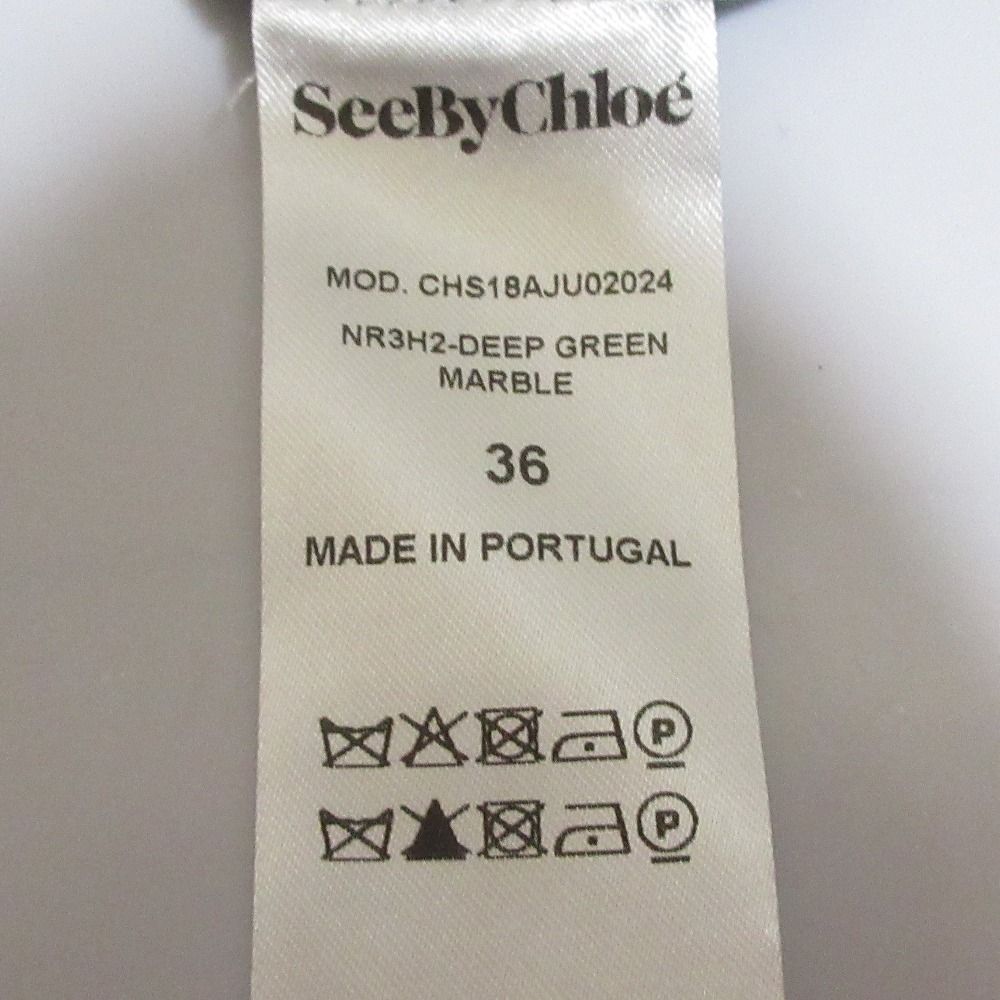 SeeByChloé
MOD. CHS18AJU02024
NR3H2-DEEP GREEN
MARBLE
36
MADE IN PORTUGAL
P
P